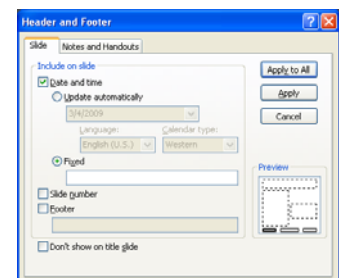 Header and Footer
Slide Notes and Handouts
Include on slide
Date and time
Update automatically
3/4/2009
Language: Calendar type:
English (U.S.) Western
Fixed
Slide number
Footer
Don't show on title slide
Apply to All
Apply
Cancel
Preview